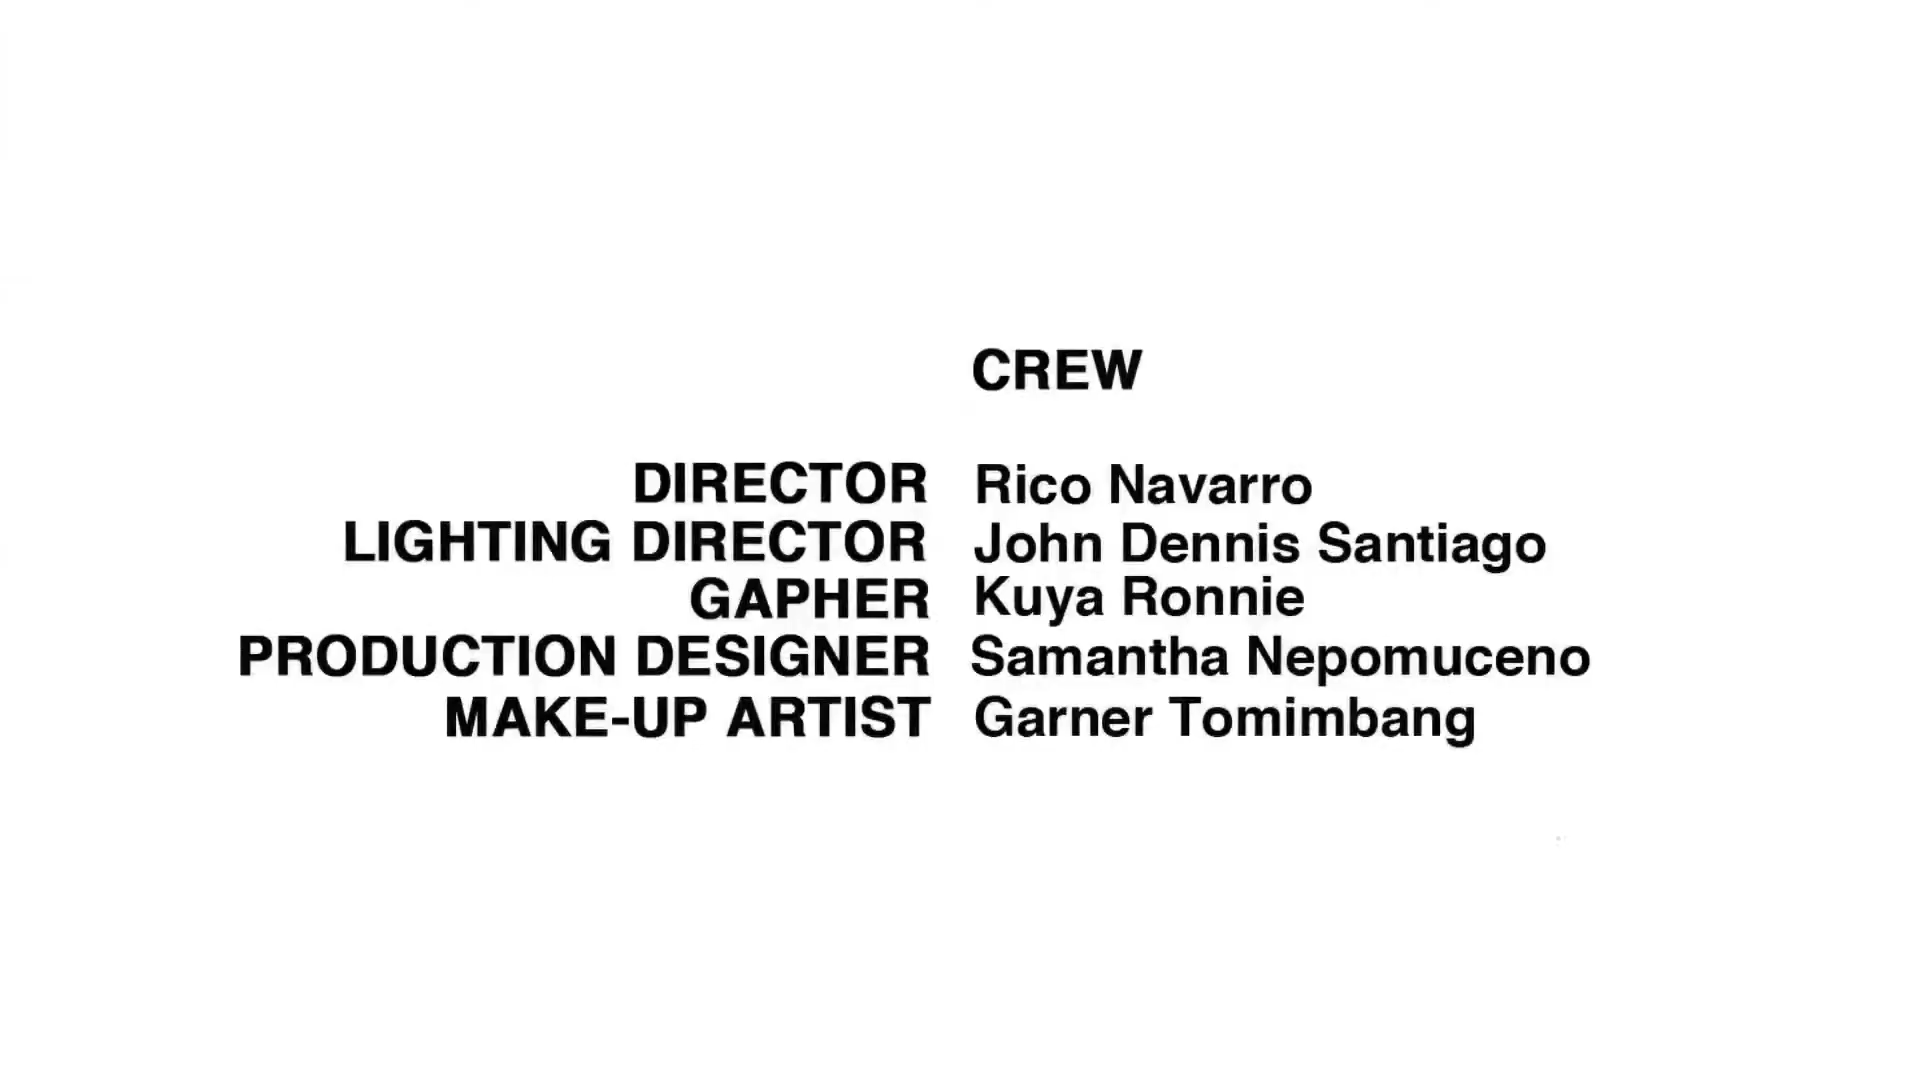 CREW
DIRECTOR Rico Navarro
LIGHTING DIRECTOR John Dennis Santiago
GAPHER Kuya Ronnie
PRODUCTION DESIGNER Samantha Nepomuceno
MAKE-UP ARTIST Garner Tomimbang